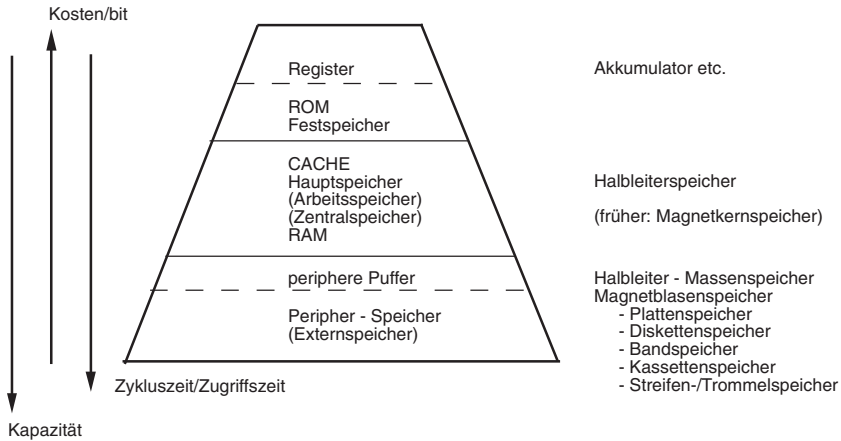 Kosten/bit
Register
Akkumulator etc.
ROM
Festspeicher
CACHE
Hauptspeicher
(Arbeitsspeicher)
(Zentralspeicher)
RAM
Halbleiterspeicher
(früher: Magnetkernspeicher)
periphere Puffer
Peripher - Speicher
(Externspeicher)
Halbleiter - Massenspeicher
Magnetblasenspeicher
- Plattenspeicher
- Diskettenspeicher
- Bandspeicher
- Kassettenspeicher
- Streifen-/Trommelspeicher
Zykluszeit/Zugriffszeit
Kapazität